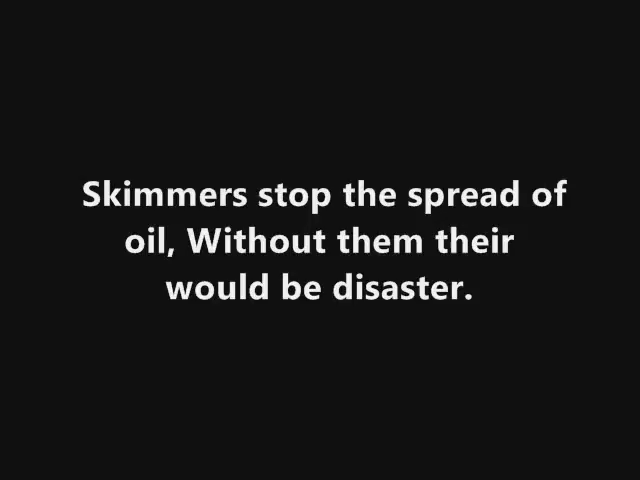 Skimmers stop the spread of
oil, Without them their
would be disaster.